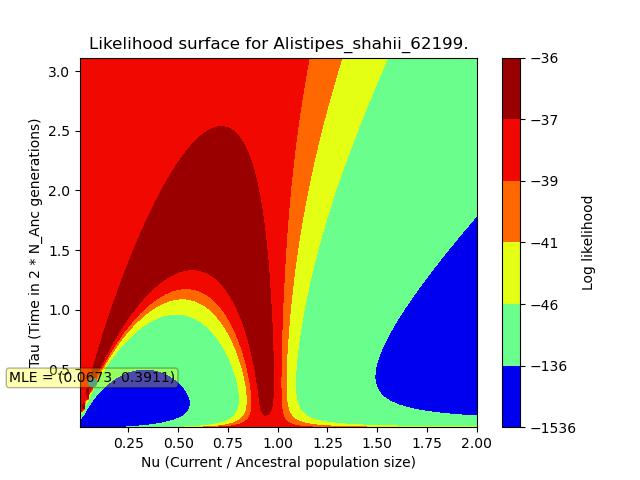 Likelihood surface for Alistipes_shahii_62199.
Tau (Time in 2 * N_Anc generations)
3.0
2.5
2.0
1.5
1.0
0.5
MLE = (0.0673, 0.3911)
0.25 0.50 0.75 1.00 1.25 1.50 1.75 2.00
Nu (Current / Ancestral population size)
−36
−37
−39
−41
−46
−136
−1536
Log likelihood